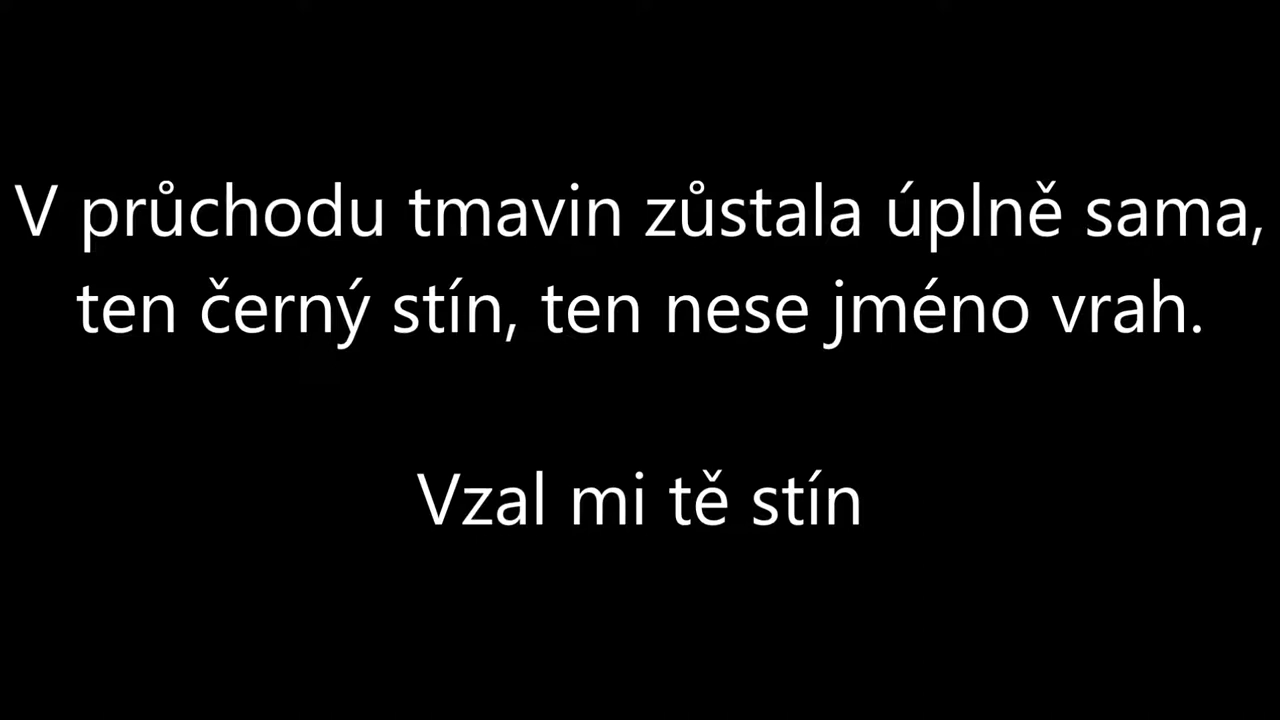 V průchodu tmavin zůstala úplně sama,
ten černý stín, ten nese jméno vrah.
Vzal mi tě stín